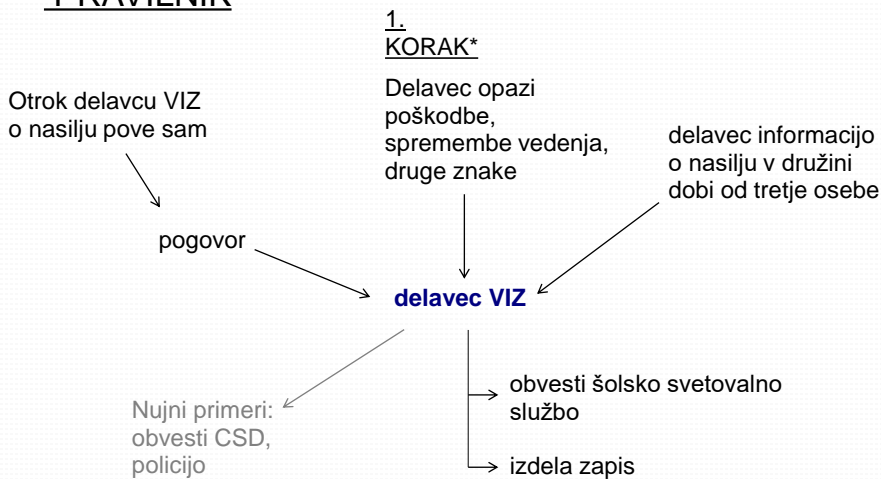 PRAVILNIK
1.
KORAK*
Otrok delavcu VIZ
o nasilju pove sam
Delavec opazi
poškodbe,
spremembe vedenja,
druge znake
delavec informacijo
o nasilju v družini
dobi od tretje osebe
pogovor
delavec VIZ
Nujni primeri:
obvesti CSD,
policijo
obvesti šolsko svetovalno
službo
izdela zapis